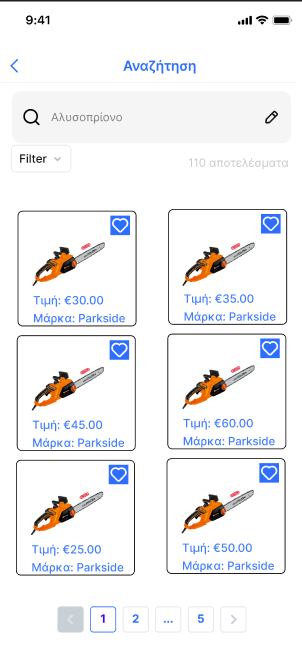 9:41
Αναζήτηση
Αλυσοπρίονο
Filter
110 αποτελέσματα
Τιμή: €30.00
Μάρκα: Parkside
Τιμή: €35.00
Μάρκα: Parkside
Τιμή: €45.00
Μάρκα: Parkside
Τιμή: €60.00
Μάρκα: Parkside
Τιμή: €25.00
Μάρκα: Parkside
Τιμή: €50.00
Μάρκα: Parkside
1 2 ... 5